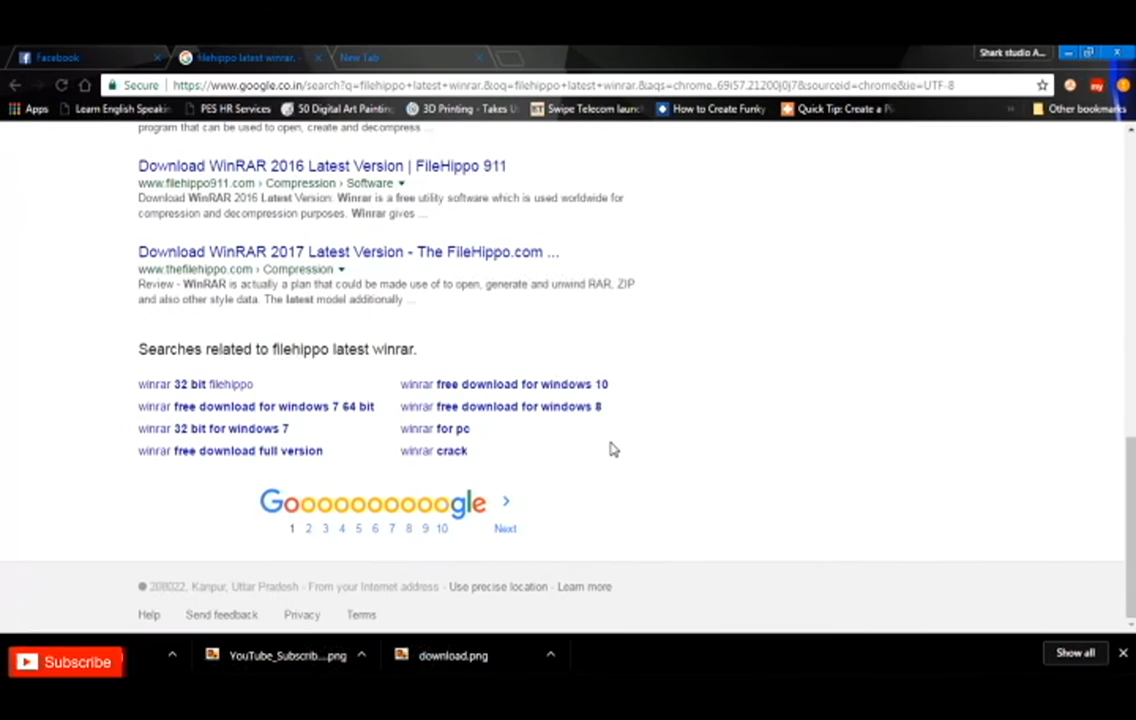 Facebook
filehippo latest winrar. -
New Tab
Shark studio A...
Secure
https://www.google.co.in/search?q=filehippo+latest+winrar.&oq=filehippo+latest+winrar.&aqs=chrome..69i57.21200j0j7&sourceid=chrome&ie=UTF-8
Apps
Learn English Speakin
PES HR Services
50 Digital Art Painting
3D Printing - Takes U
Swipe Telecom launc
How to Create Funky
Quick Tip: Create a P
Other bookmarks
program that can be used to open, create and decompress ...
Download WinRAR 2016 Latest Version | FileHippo 911
www.filehippo911.com › Compression › Software
Download WinRAR 2016 Latest Version: Winrar is a free utility software which is used worldwide for
compression and decompression purposes. Winrar gives ...
Download WinRAR 2017 Latest Version - The FileHippo.com ...
www.thefilehippo.com › Compression
Review - WinRAR is actually a plan that could be made use of to open, generate and unwind RAR, ZIP
and also other style data. The latest model additionally ...
Searches related to filehippo latest winrar.
winrar 32 bit filehippo
winrar free download for windows 10
winrar free download for windows 7 64 bit
winrar free download for windows 8
winrar 32 bit for windows 7
winrar for pc
winrar free download full version
winrar crack
Goooooooooogle
1 2 3 4 5 6 7 8 9 10 Next
Kanpur, Uttar Pradesh - From your Internet address - Use precise location - Learn more
Help Send feedback Privacy Terms
Subscribe
YouTube_Subscrib....png
download.png
Show all